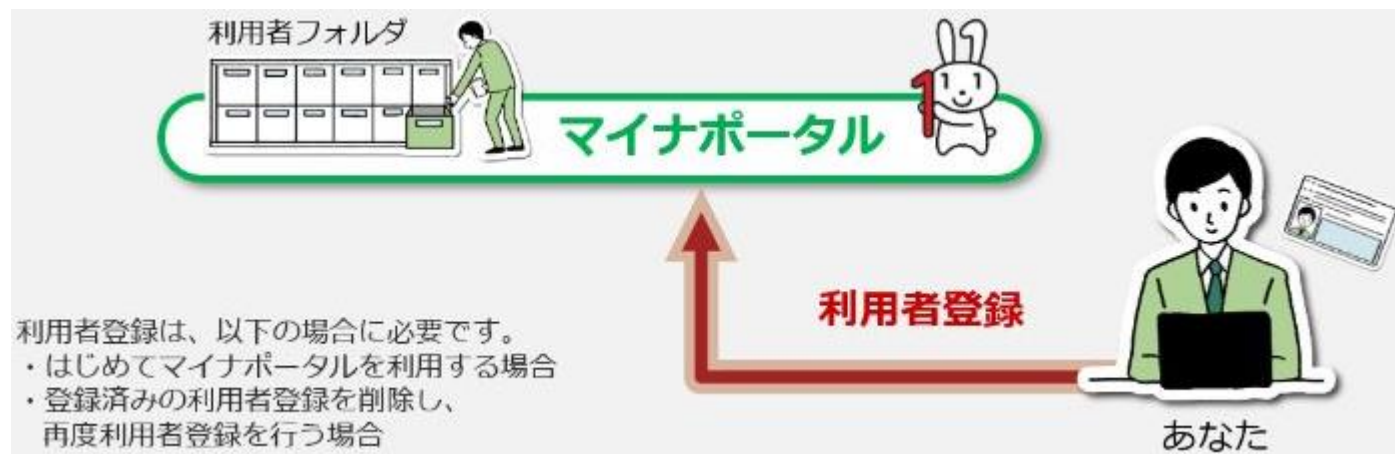 利用者フォルダ
マイナポータル
1
利用者登録
利用者登録は、以下の場合に必要です。
・はじめてマイナポータルを利用する場合
・登録済みの利用者登録を削除し、
再度利用者登録を行う場合
あなた